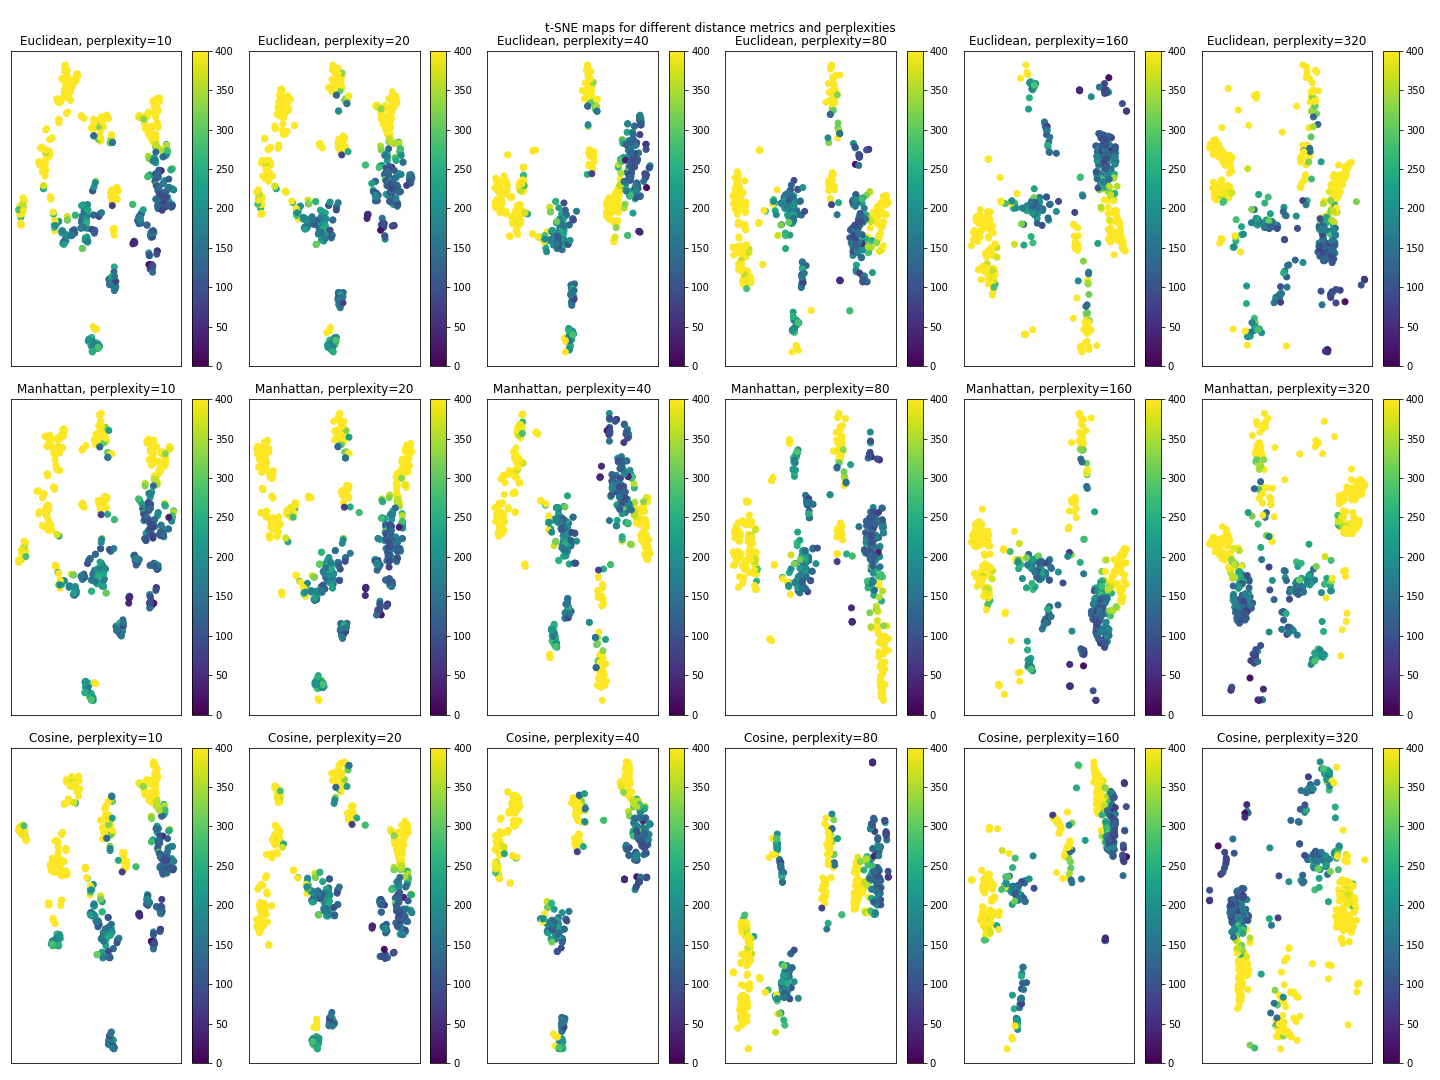 t-SNE maps for different distance metrics and perplexities
Euclidean, perplexity=10 Euclidean, perplexity=20 Euclidean, perplexity=40 Euclidean, perplexity=80 Euclidean, perplexity=160 Euclidean, perplexity=320
400 400 400 400 400 400
350 350 350 350 350 350
300 300 300 300 300 300
250 250 250 250 250 250
200 200 200 200 200 200
150 150 150 150 150 150
100 100 100 100 100 100
50 50 50 50 50 50
0 0 0 0 0 0
Manhattan, perplexity=10 Manhattan, perplexity=20 Manhattan, perplexity=40 Manhattan, perplexity=80 Manhattan, perplexity=160 Manhattan, perplexity=320
400 400 400 400 400 400
350 350 350 350 350 350
300 300 300 300 300 300
250 250 250 250 250 250
200 200 200 200 200 200
150 150 150 150 150 150
100 100 100 100 100 100
50 50 50 50 50 50
0 0 0 0 0 0
Cosine, perplexity=10 Cosine, perplexity=20 Cosine, perplexity=40 Cosine, perplexity=80 Cosine, perplexity=160 Cosine, perplexity=320
400 400 400 400 400 400
350 350 350 350 350 350
300 300 300 300 300 300
250 250 250 250 250 250
200 200 200 200 200 200
150 150 150 150 150 150
100 100 100 100 100 100
50 50 50 50 50 50
0 0 0 0 0 0